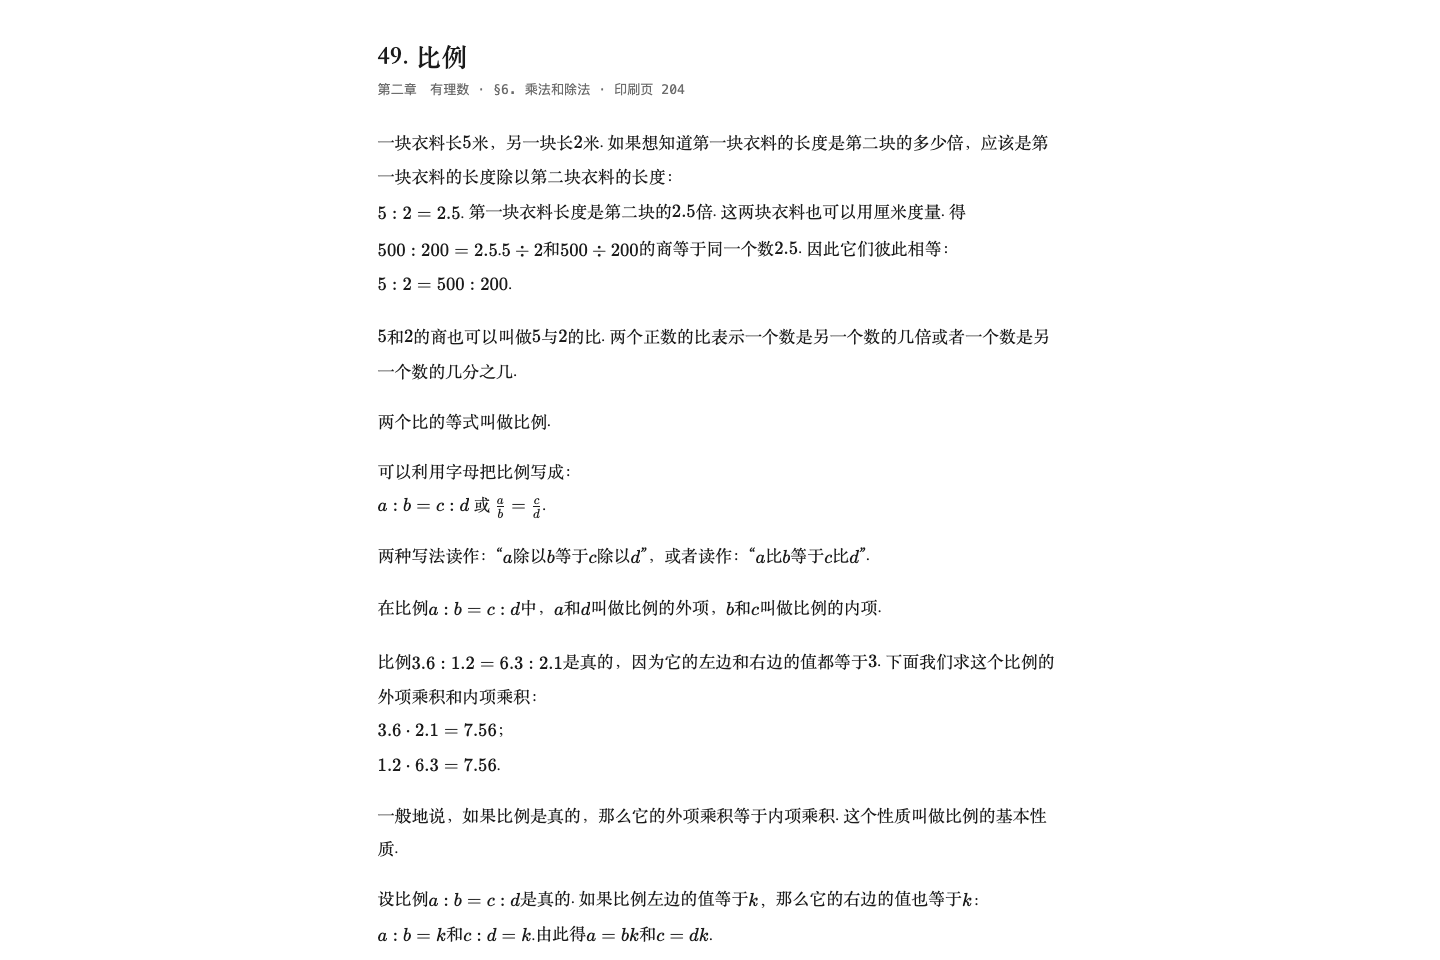 49. 比例
第二章　有理数 · §6. 乘法和除法 · 印刷页 204
一块衣料长5米，另一块长2米. 如果想知道第一块衣料的长度是第二块的多少倍，应该是第
一块衣料的长度除以第二块衣料的长度：
5 : 2 = 2.5. 第一块衣料长度是第二块的2.5倍. 这两块衣料也可以用厘米度量. 得
500 : 200 = 2.5.5 ÷ 2和500 ÷ 200的商等于同一个数2.5. 因此它们彼此相等：
5 : 2 = 500 : 200.
5和2的商也可以叫做5与2的比. 两个正数的比表示一个数是另一个数的几倍或者一个数是另
一个数的几分之几.
两个比的等式叫做比例.
可以利用字母把比例写成：
a : b = c : d 或 a/b = c/d.
两种写法读作：“a除以b等于c除以d”，或者读作：“a比b等于c比d”.
在比例a : b = c : d中，a和d叫做比例的外项，b和c叫做比例的内项.
比例3.6 : 1.2 = 6.3 : 2.1是真的，因为它的左边和右边的值都等于3. 下面我们求这个比例的
外项乘积和内项乘积：
3.6 · 2.1 = 7.56；
1.2 · 6.3 = 7.56.
一般地说，如果比例是真的，那么它的外项乘积等于内项乘积. 这个性质叫做比例的基本性
质.
设比例a : b = c : d是真的. 如果比例左边的值等于k，那么它的右边的值也等于k：
a : b = k和c : d = k.由此得a = bk和c = dk.